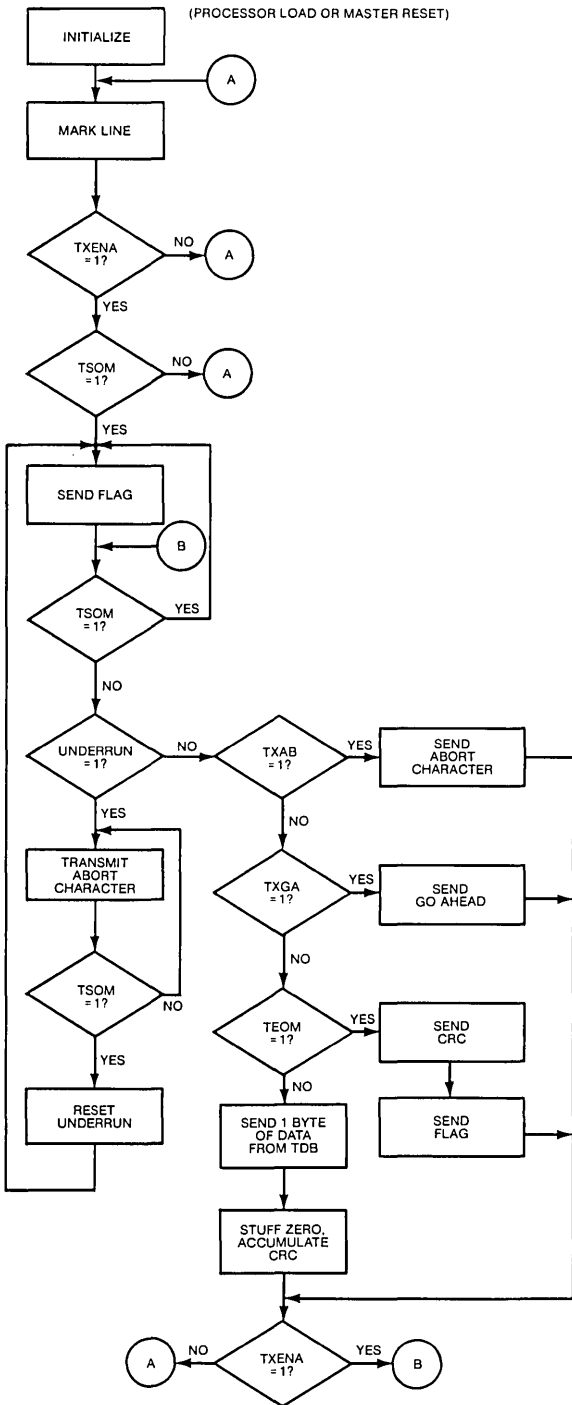 (PROCESSOR LOAD OR MASTER RESET)
INITIALIZE
A
MARK LINE
TXENA
= 1?
NO
A
YES
TSOM
= 1?
NO
A
YES
SEND FLAG
B
TSOM
= 1?
YES
NO
UNDERRUN
= 1?
NO
TXAB
= 1?
YES
SEND
ABORT
CHARACTER
YES
NO
TRANSMIT
ABORT
CHARACTER
TXGA
= 1?
YES
SEND
GO AHEAD
NO
TSOM
= 1?
NO
TEOM
= 1?
YES
SEND
CRC
YES
NO
RESET
UNDERRUN
SEND 1 BYTE
OF DATA
FROM TDB
SEND
FLAG
STUFF ZERO,
ACCUMULATE
CRC
A
NO
TXENA
= 1?
YES
B